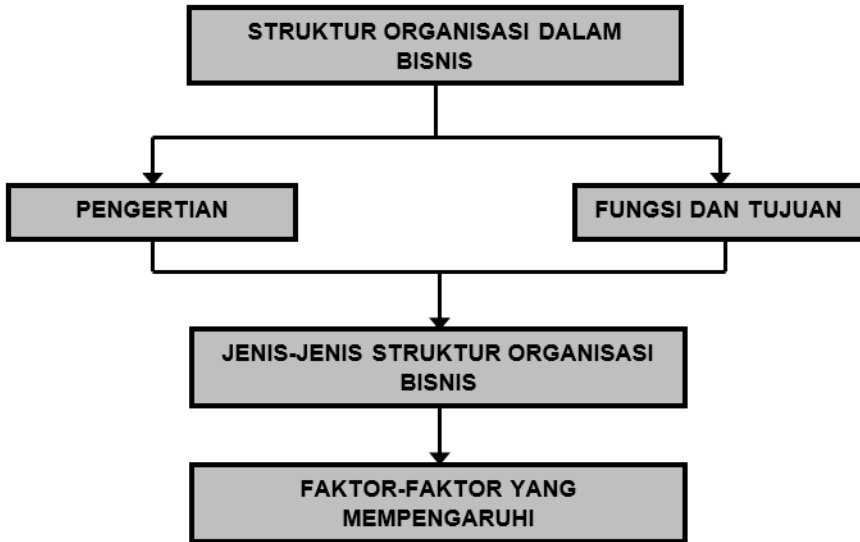 STRUKTUR ORGANISASI DALAM
BISNIS
PENGERTIAN
FUNGSI DAN TUJUAN
JENIS-JENIS STRUKTUR ORGANISASI
BISNIS
FAKTOR-FAKTOR YANG
MEMPENGARUHI